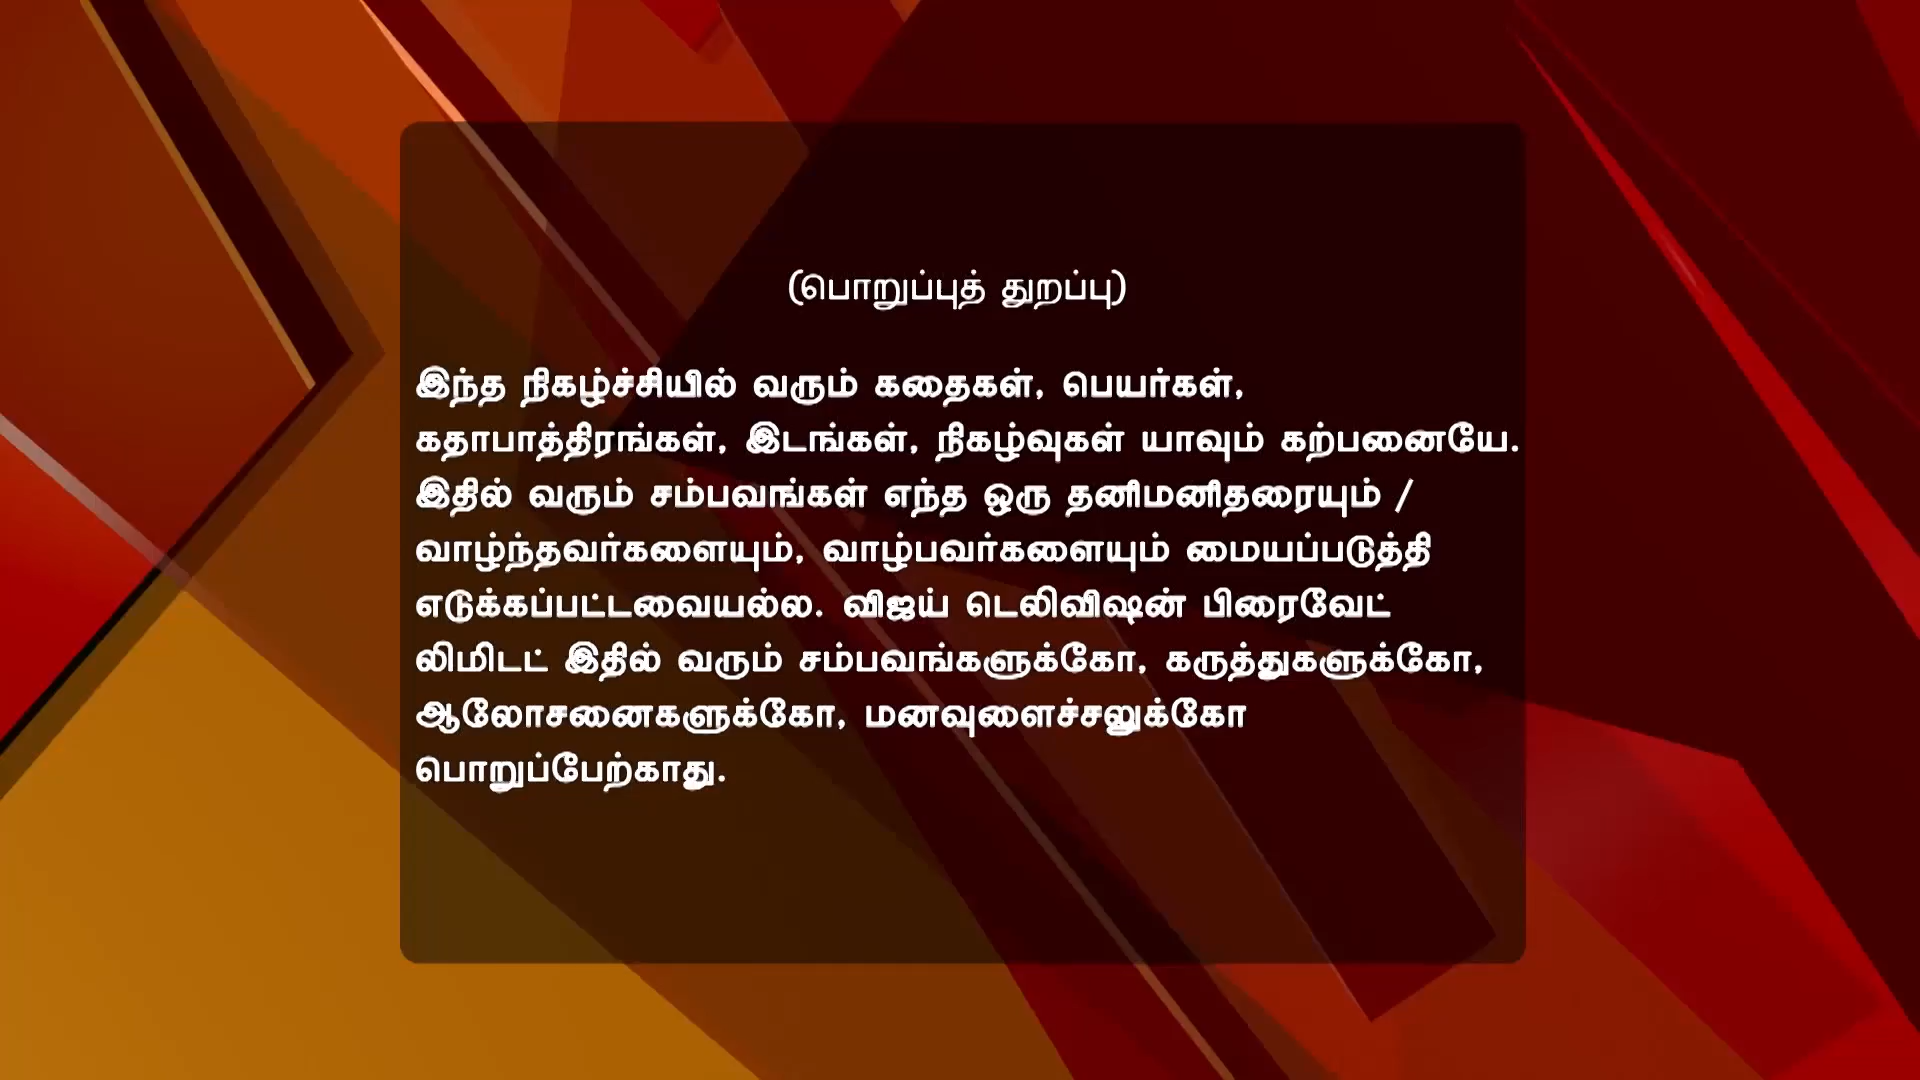 (பொறுப்புத் துறப்பு)
இந்த நிகழ்ச்சியில் வரும் கதைகள், பெயர்கள்,
கதாபாத்திரங்கள், இடங்கள், நிகழ்வுகள் யாவும் கற்பனையே.
இதில் வரும் சம்பவங்கள் எந்த ஒரு தனிமனிதரையும் /
வாழ்ந்தவர்களையும், வாழ்பவர்களையும் மையப்படுத்தி
எடுக்கப்பட்டவையல்ல. விஜய் டெலிவிஷன் பிரைவேட்
லிமிடட் இதில் வரும் சம்பவங்களுக்கோ, கருத்துகளுக்கோ,
ஆலோசனைகளுக்கோ, மனவுளைச்சலுக்கோ
பொறுப்பேற்காது.